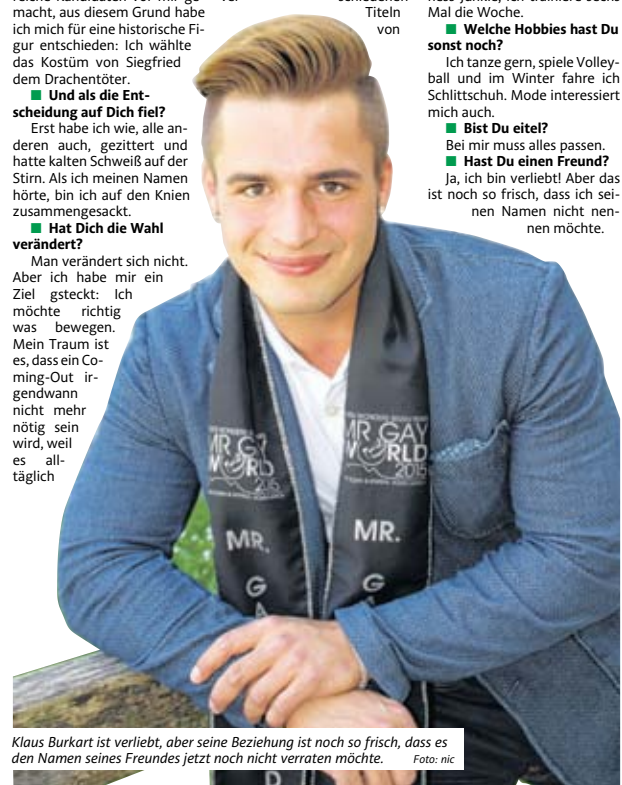 reiche Kandidaten vor mir ge-
macht, aus diesem Grund habe
ich mich für eine historische Fi-
gur entschieden: Ich wählte
das Kostüm von Siegfried
dem Drachentöter.
■ Und als die Ent-
scheidung auf Dich fiel?
Erst habe ich wie, alle an-
deren auch, gezittert und
hatte kalten Schweiß auf der
Stirn. Als ich meinen Namen
hörte, bin ich auf den Knien
zusammengesackt.
■ Hat Dich die Wahl
verändert?
Man verändert sich nicht.
Aber ich habe mir ein
Ziel gsteckt: Ich
möchte richtig
was bewegen.
Mein Traum ist
es, dass ein Co-
ming-Out ir-
gendwann
nicht mehr
nötig sein
wird, weil
es all-
täglich
schiedenen
Titeln
von
ness-Junkie, ich trainiere sechs
Mal die Woche.
■ Welche Hobbies hast Du
sonst noch?
Ich tanze gern, spiele Volley-
ball und im Winter fahre ich
Schlittschuh. Mode interessiert
mich auch.
■ Bist Du eitel?
Bei mir muss alles passen.
■ Hast Du einen Freund?
Ja, ich bin verliebt! Aber das
ist noch so frisch, dass ich sei-
nen Namen nicht nen-
nen möchte.
MR GAY
WORLD
2015
MR.
G
A
MR GAY
WORLD
2015
MR.
G
A
D
Klaus Burkart ist verliebt, aber seine Beziehung ist noch so frisch, dass es
den Namen seines Freundes jetzt noch nicht verraten möchte. Foto: nic